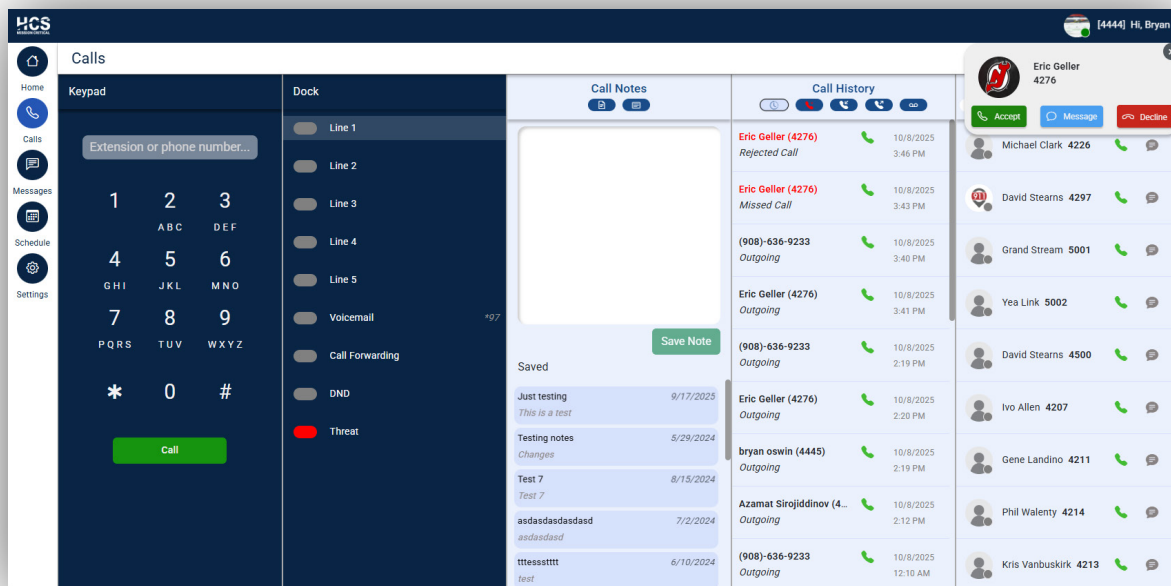 HCS
MISSION CRITICAL
[4444] Hi, Bryan
Home
Calls
Messages
Schedule
Settings
Calls
Keypad
Extension or phone number...
1
2
ABC
3
DEF
4
GHI
5
JKL
6
MNO
7
PQRS
8
TUV
9
WXYZ
*
0
#
Call
Dock
Line 1
Line 2
Line 3
Line 4
Line 5
Voicemail *97
Call Forwarding
DND
Threat
Call Notes
Save Note
Saved
Just testing 9/17/2025
This is a test
Testing notes 5/29/2024
Changes
Test 7 8/15/2024
Test 7
asdasdasdasdasd 7/2/2024
asdasdasd
tttessstttt 6/10/2024
test
Call History
Eric Geller (4276) 10/8/2025
Rejected Call 3:46 PM
Eric Geller (4276) 10/8/2025
Missed Call 3:43 PM
(908)-636-9233 10/8/2025
Outgoing 3:40 PM
Eric Geller (4276) 10/8/2025
Outgoing 3:41 PM
(908)-636-9233 10/8/2025
Outgoing 2:19 PM
Eric Geller (4276) 10/8/2025
Outgoing 2:20 PM
bryan oswin (4445) 10/8/2025
Outgoing 2:19 PM
Azamat Sirojiddinov (4... 10/8/2025
Outgoing 2:12 PM
(908)-636-9233 10/8/2025
Outgoing 12:10 AM
Eric Geller
4276
Accept
Message
Decline
Michael Clark 4226
911
David Stearns 4297
Grand Stream 5001
Yea Link 5002
David Stearns 4500
Ivo Allen 4207
Gene Landino 4211
Phil Walenty 4214
Kris Vanbuskirk 4213